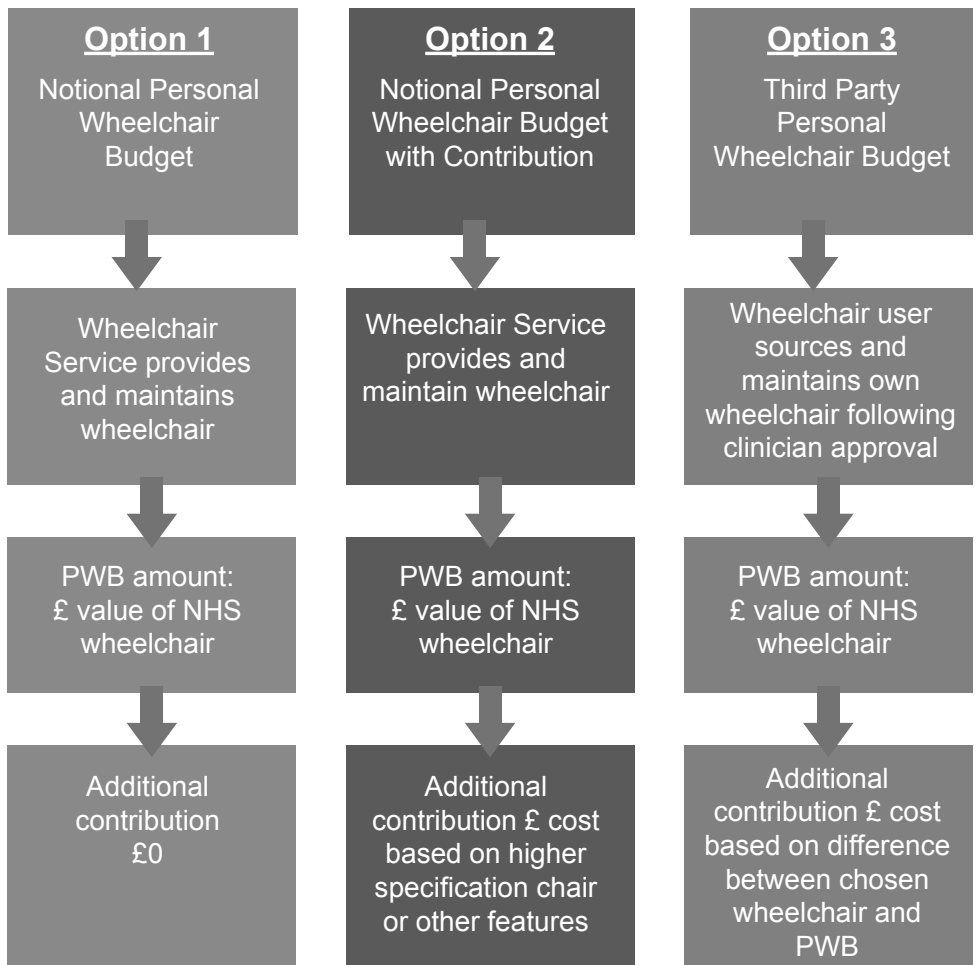 Option 1
Notional Personal
Wheelchair
Budget
Wheelchair
Service provides
and maintains
wheelchair
PWB amount:
£ value of NHS
wheelchair
Additional
contribution
£0
Option 2
Notional Personal
Wheelchair Budget
with Contribution
Wheelchair Service
provides and
maintain wheelchair
PWB amount:
£ value of NHS
wheelchair
Additional
contribution £ cost
based on higher
specification chair
or other features
Option 3
Third Party
Personal
Wheelchair Budget
Wheelchair user
sources and
maintains own
wheelchair following
clinician approval
PWB amount:
£ value of NHS
wheelchair
Additional
contribution £ cost
based on difference
between chosen
wheelchair and
PWB